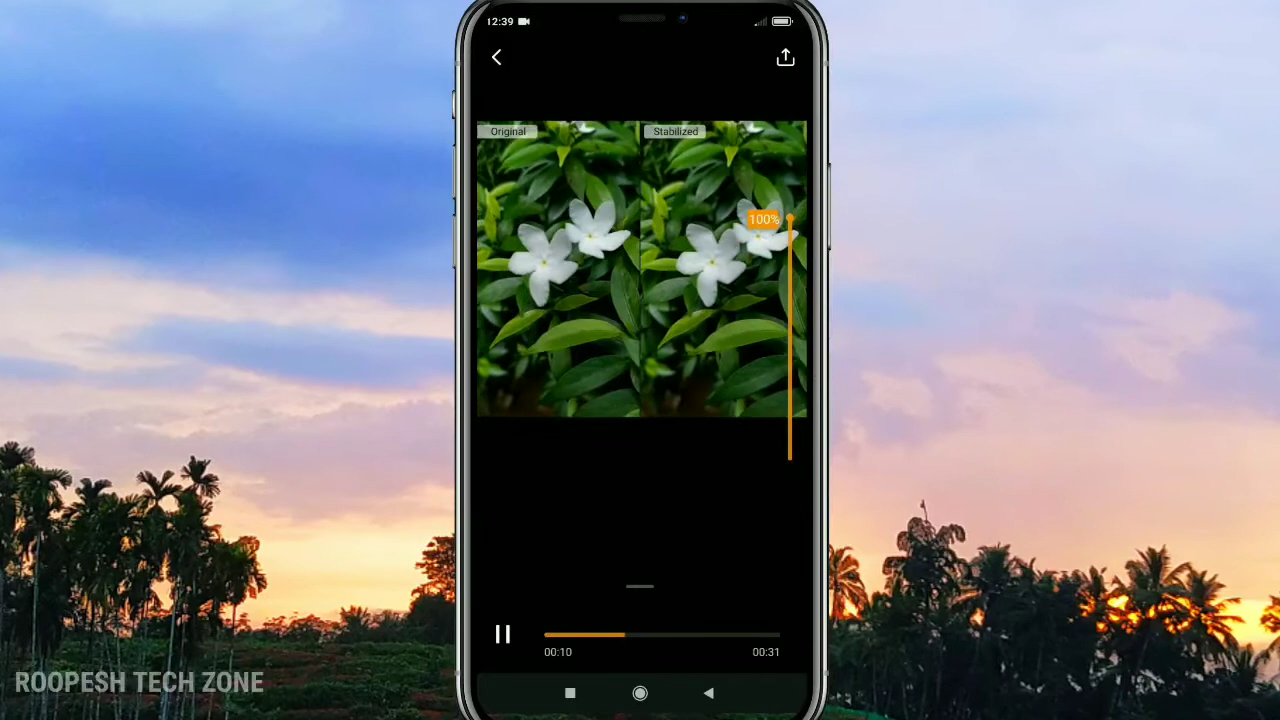 12:39
Original
Stabilized
100%
00:10
00:31
ROOPESH TECH ZONE